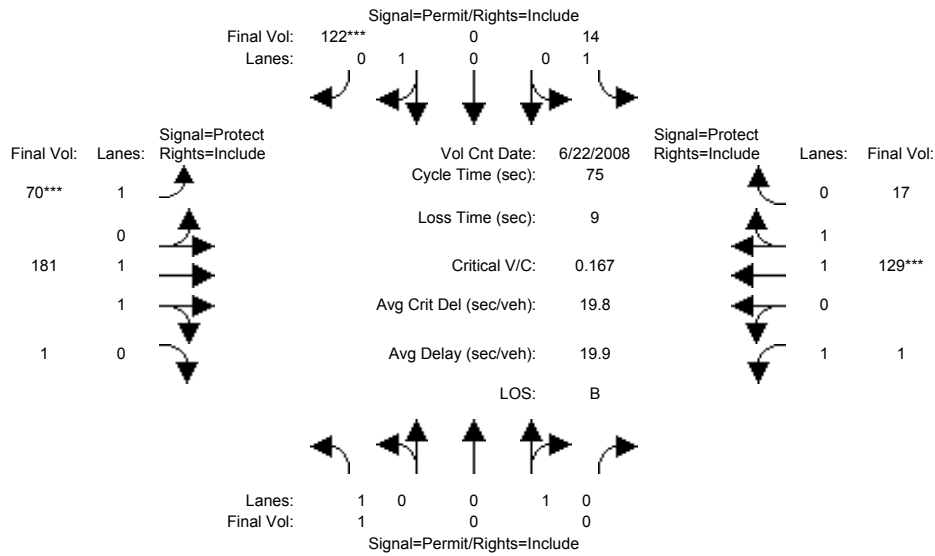 Signal=Permit/Rights=Include
Final Vol: 122*** 0 14
Lanes: 0 1 0 0 1
Signal=Protect Signal=Protect
Final Vol: Lanes: Rights=Include Vol Cnt Date: 6/22/2008 Rights=Include Lanes: Final Vol:
Cycle Time (sec): 75
70*** 1 0 17
Loss Time (sec): 9
0 1
181 1 Critical V/C: 0.167 1 129***
1 Avg Crit Del (sec/veh): 19.8 0
1 0 Avg Delay (sec/veh): 19.9 1 1
LOS: B
Lanes: 1 0 0 1 0
Final Vol: 1 0 0
Signal=Permit/Rights=Include